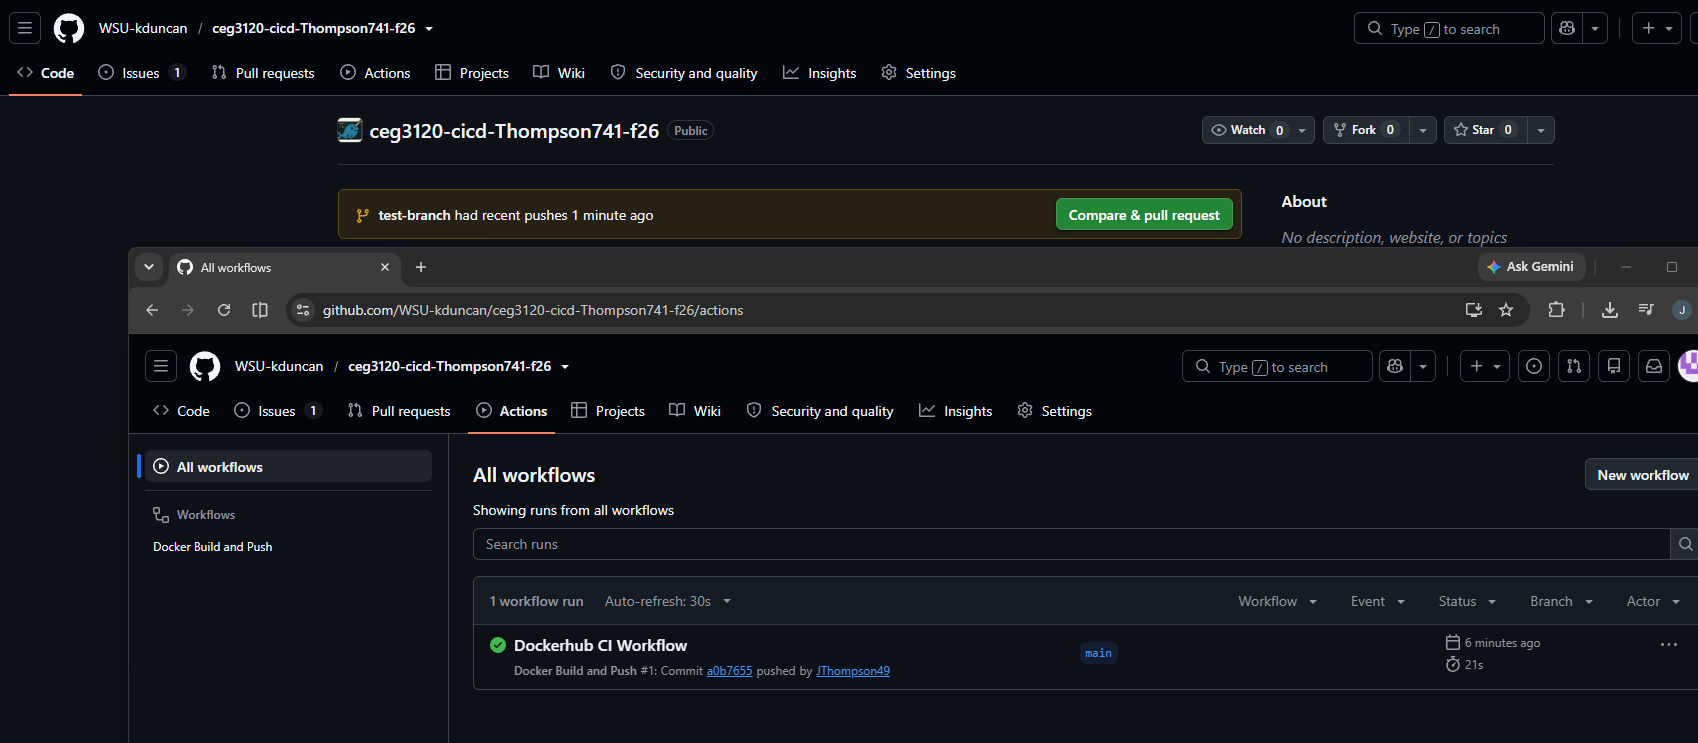 WSU-kduncan / ceg3120-cicd-Thompson741-f26
Type / to search
Code Issues 1 Pull requests Actions Projects Wiki Security and quality Insights Settings
ceg3120-cicd-Thompson741-f26 Public
Watch 0 Fork 0 Star 0
test-branch had recent pushes 1 minute ago
Compare & pull request
About
No description, website, or topics
All workflows
Ask Gemini
github.com/WSU-kduncan/ceg3120-cicd-Thompson741-f26/actions
J
WSU-kduncan / ceg3120-cicd-Thompson741-f26
Type / to search
Code Issues 1 Pull requests Actions Projects Wiki Security and quality Insights Settings
All workflows
Workflows
Docker Build and Push
All workflows
New workflow
Showing runs from all workflows
Search runs
1 workflow run Auto-refresh: 30s Workflow Event Status Branch Actor
Dockerhub CI Workflow
Docker Build and Push #1: Commit a0b7655 pushed by JThompson49
main
6 minutes ago
21s